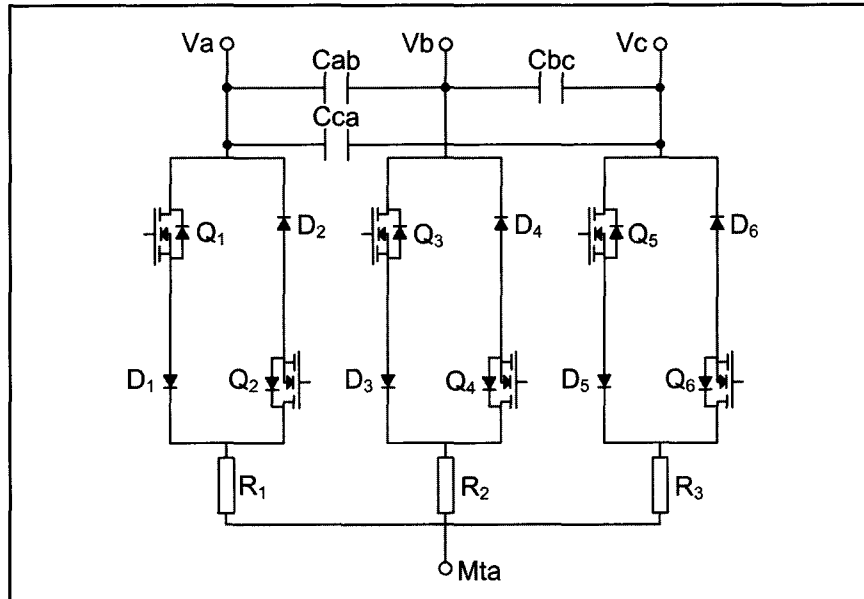 Va Vb Vc
Cab Cbc
Cca
Q₁ D₂ Q₃ D₄ Q₅ D₆
D₁ Q₂ D₃ Q₄ D₅ Q₆
R₁ R₂ R₃
Mta